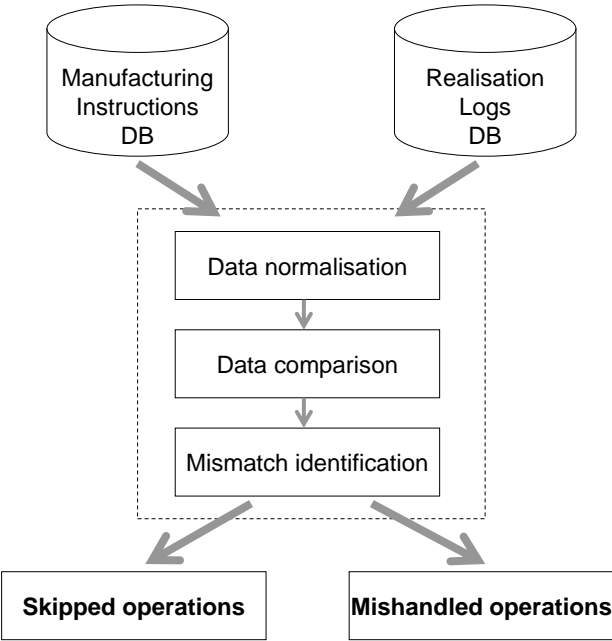 Manufacturing
Instructions
DB
Realisation
Logs
DB
Data normalisation
Data comparison
Mismatch identification
Skipped operations
Mishandled operations